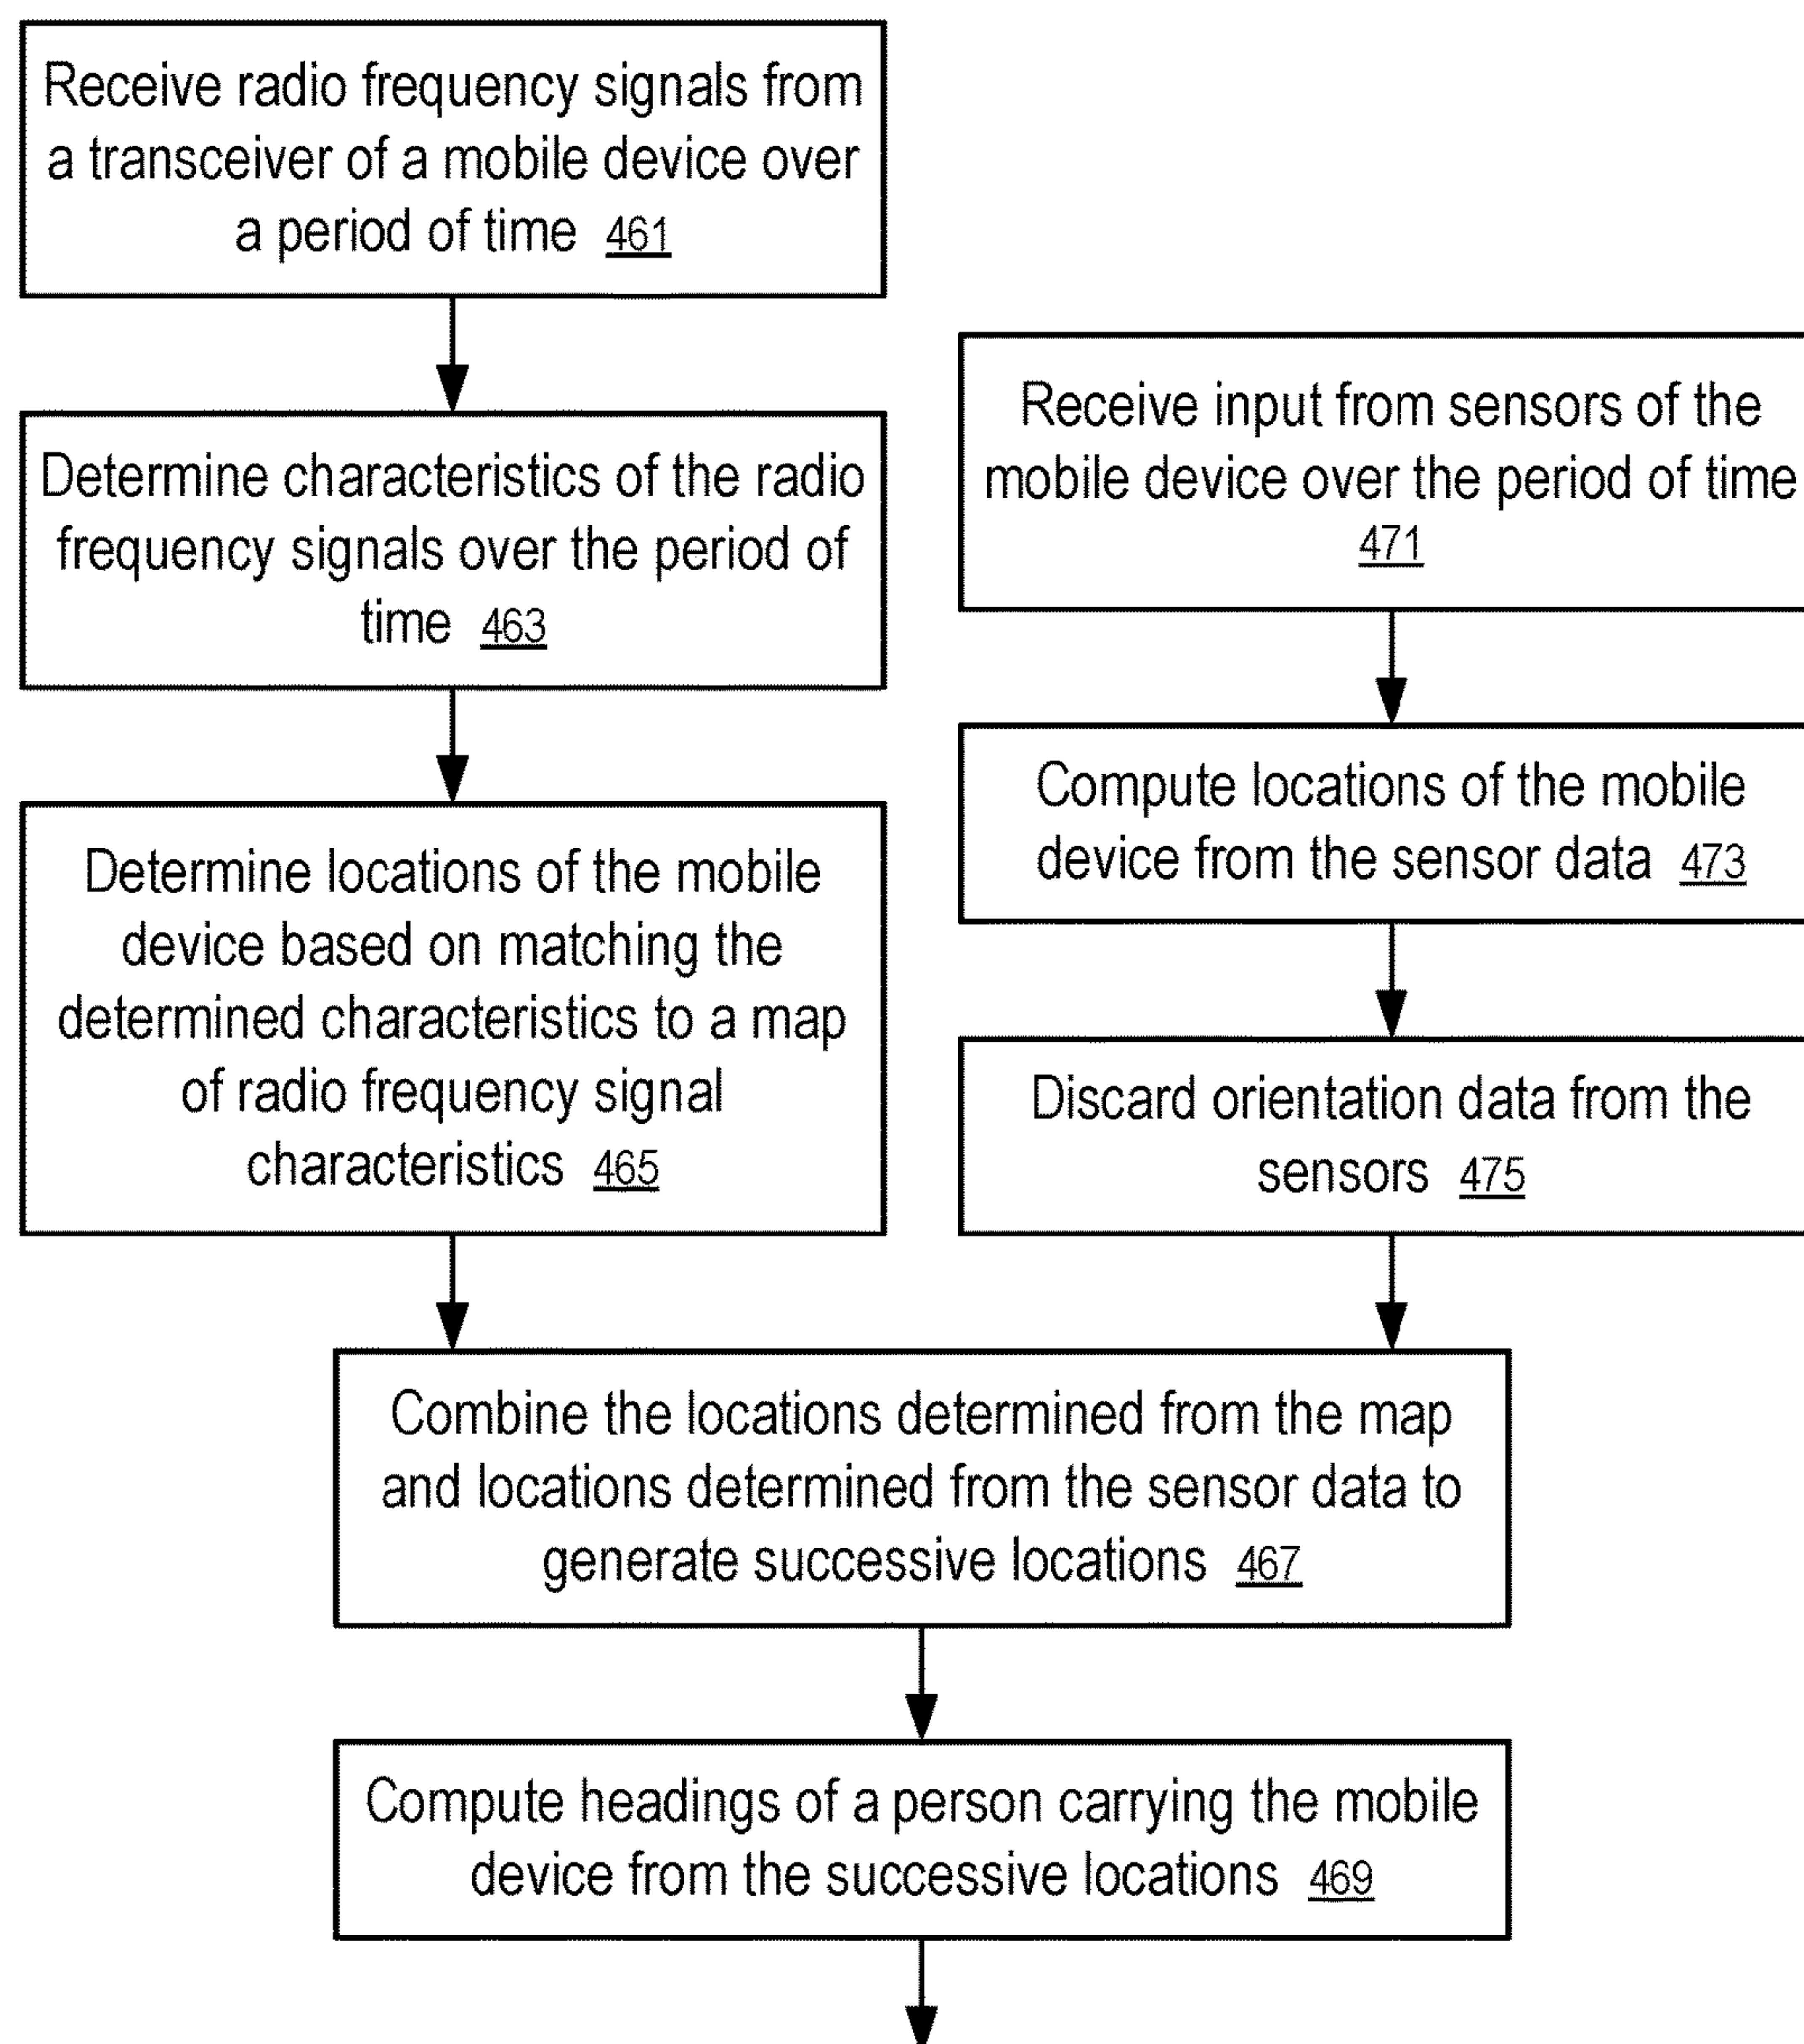 Receive radio frequency signals from
a transceiver of a mobile device over
a period of time 461
Determine characteristics of the radio
frequency signals over the period of
time 463
Determine locations of the mobile
device based on matching the
determined characteristics to a map
of radio frequency signal
characteristics 465
Receive input from sensors of the
mobile device over the period of time
471
Compute locations of the mobile
device from the sensor data 473
Discard orientation data from the
sensors 475
Combine the locations determined from the map
and locations determined from the sensor data to
generate successive locations 467
Compute headings of a person carrying the mobile
device from the successive locations 469